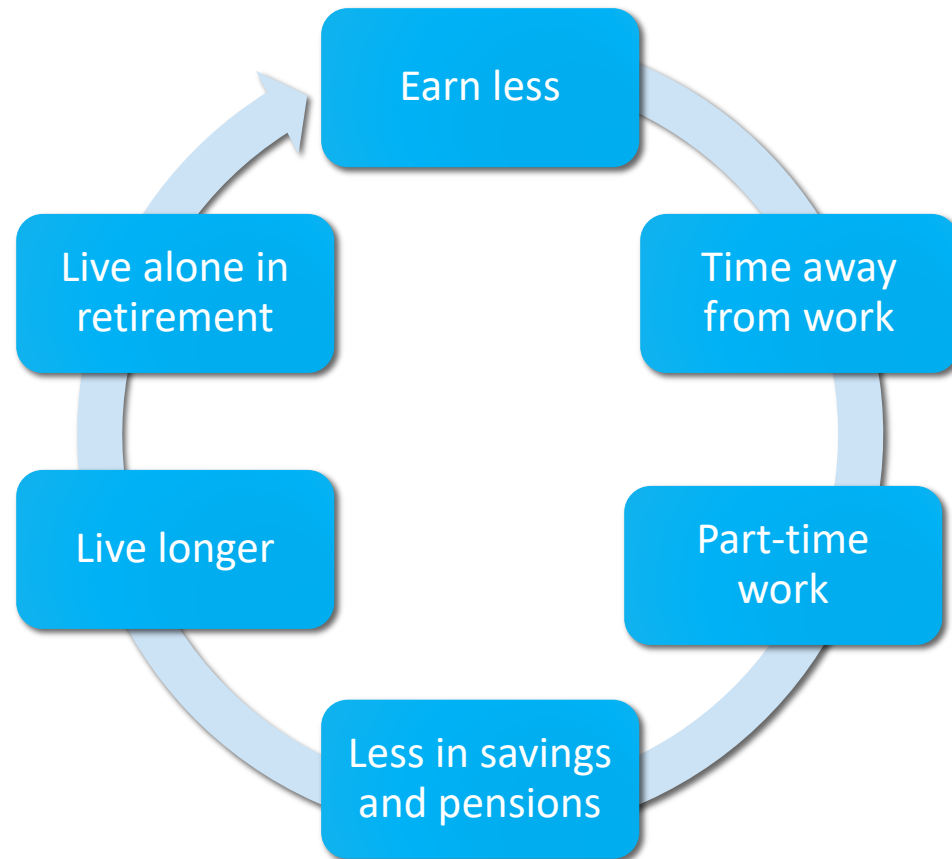 Earn less
Time away
from work
Part-time
work
Less in savings
and pensions
Live longer
Live alone in
retirement